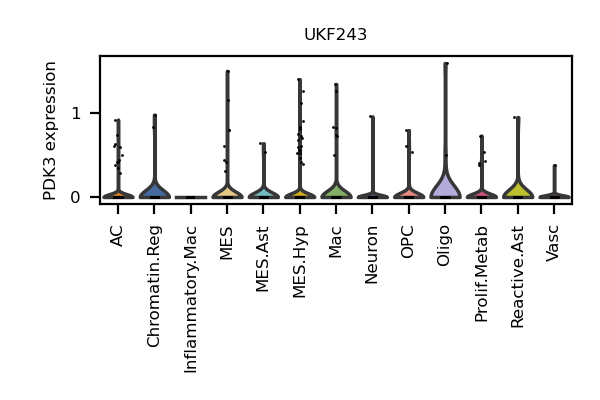 UKF243
PDK3 expression
1
0
AC
Chromatin.Reg
Inflammatory.Mac
MES
MES.Ast
MES.Hyp
Mac
Neuron
OPC
Oligo
Prolif.Metab
Reactive.Ast
Vasc